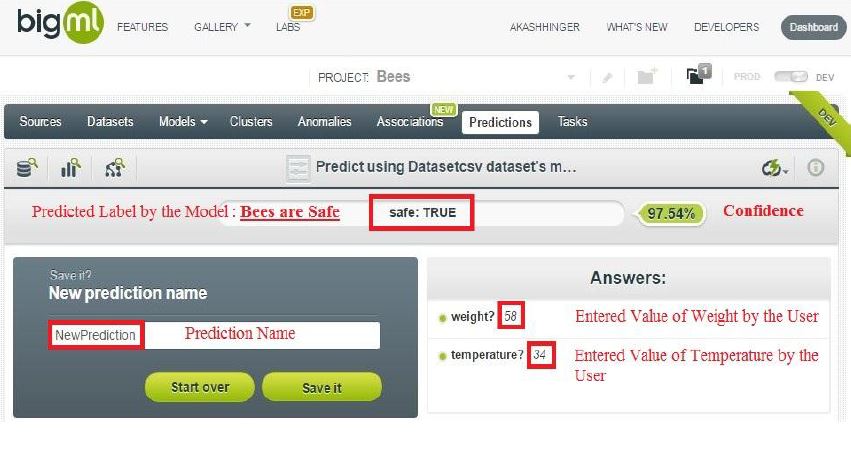 bigml FEATURES GALLERY LABS EXP AKASHHINGER WHAT'S NEW DEVELOPERS Dashboard
PROJECT: Bees 1 PROD DEV
Sources Datasets Models Clusters Anomalies Associations NEW Predictions Tasks
DEV
Predict using Datasetcsv dataset's m...
Predicted Label by the Model : Bees are Safe safe: TRUE 97.54% Confidence
Save it?
New prediction name
NewPrediction Prediction Name
Start over Save it
Answers:
weight? 58 Entered Value of Weight by the User
temperature? 34 Entered Value of Temperature by the
User